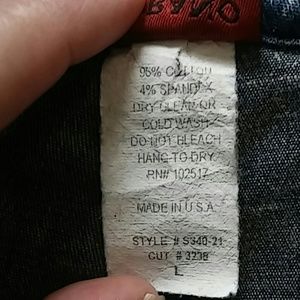 96% COTTON
4% SPANDEX
DRY CLEAN OR
COLD WASH
DO NOT BLEACH
HANG TO DRY
RN# 102517
MADE IN U.S.A
STYLE # S340-21
CUT # 3239
L